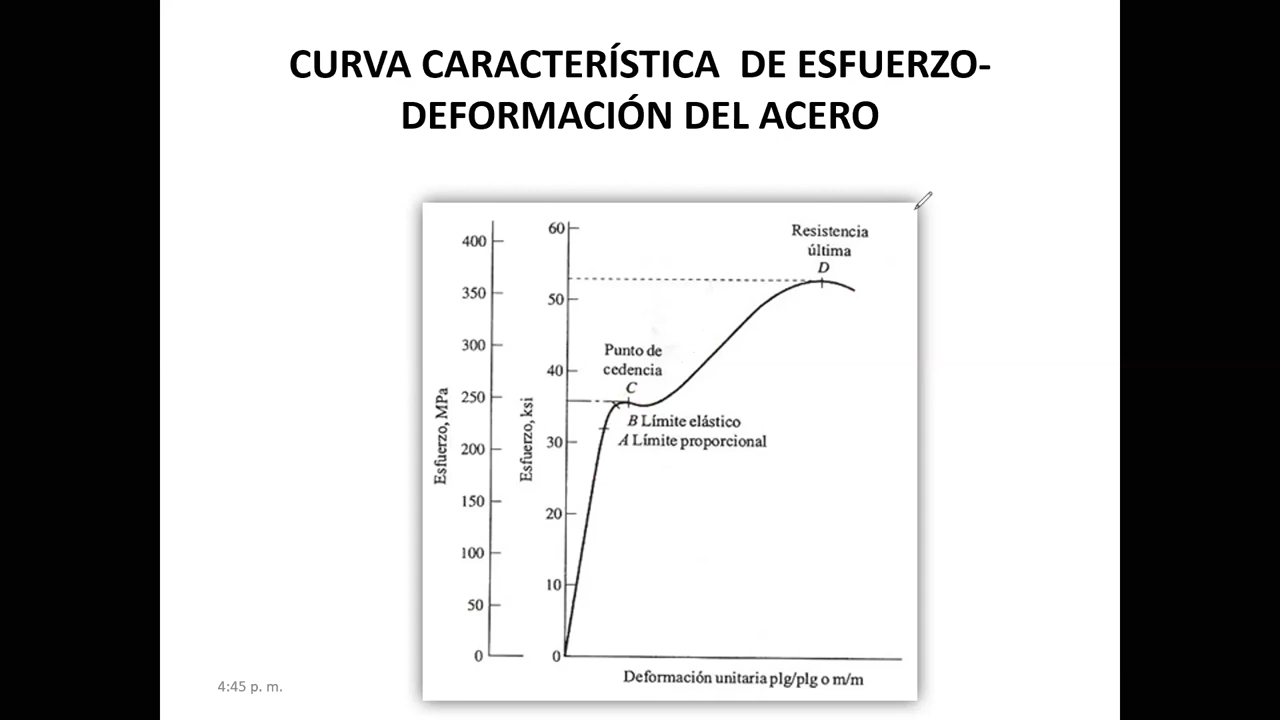 CURVA CARACTERÍSTICA DE ESFUERZO-
DEFORMACIÓN DEL ACERO
Resistencia
última
D
Punto de
cedencia
C
B Límite elástico
A Límite proporcional
Esfuerzo, MPa
400
350
300
250
200
150
100
50
0
Esfuerzo, ksi
60
50
40
30
20
10
0
Deformación unitaria plg/plg o m/m
4:45 p. m.